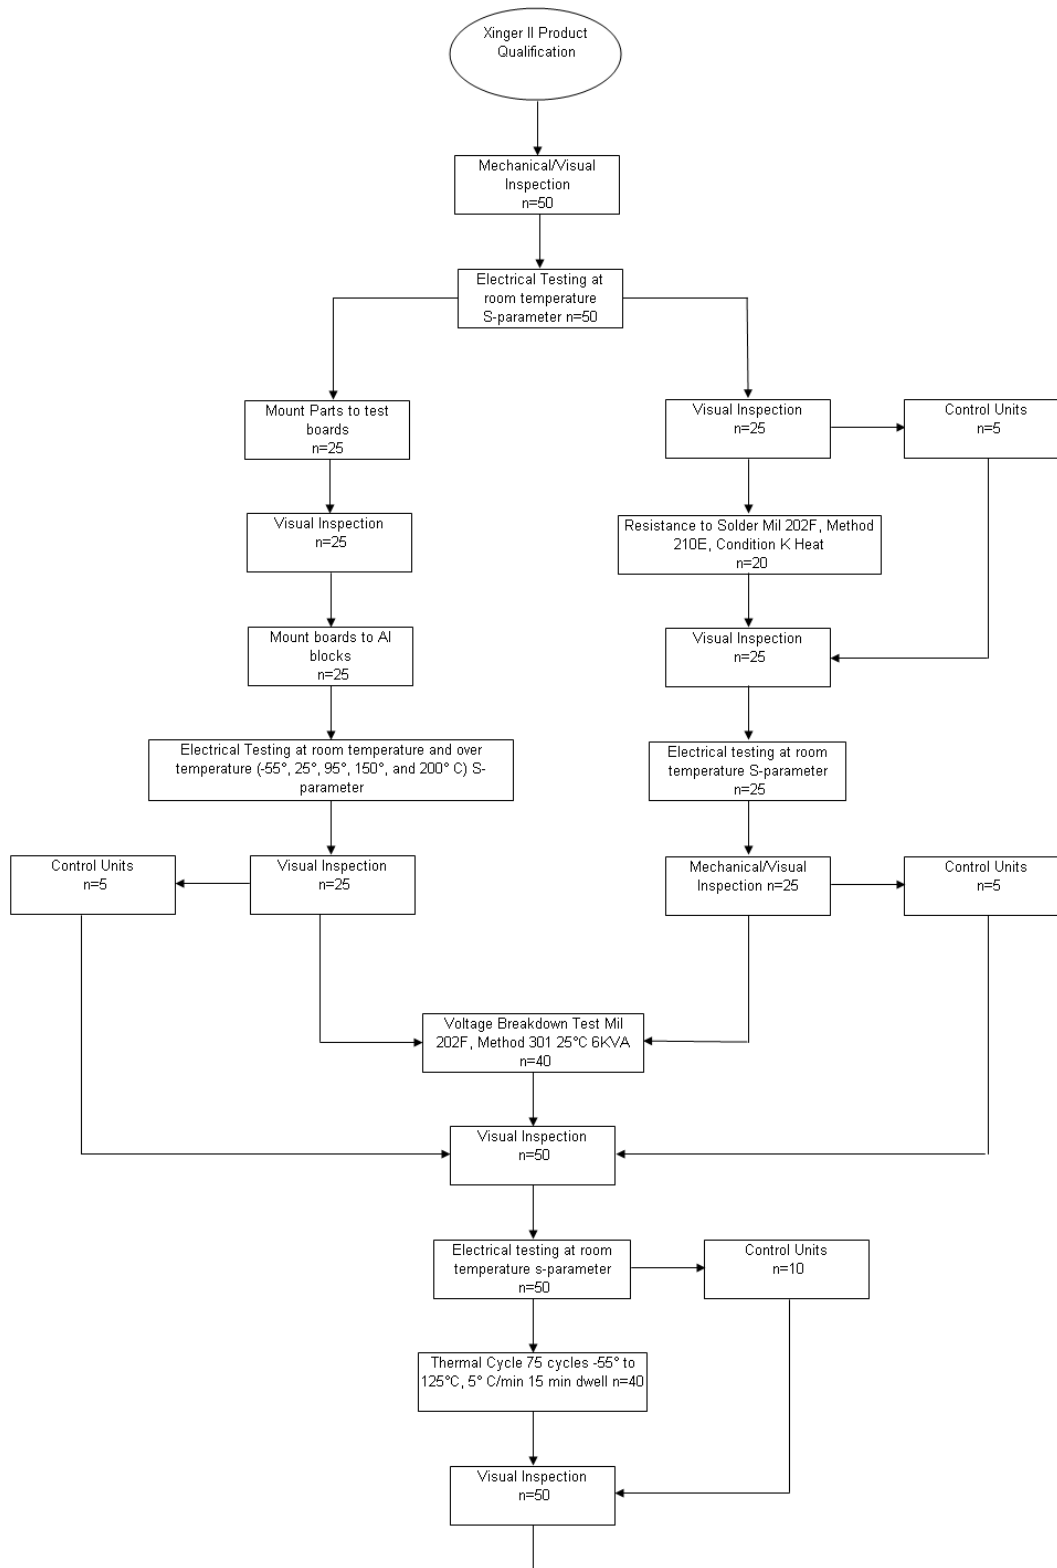 Xinger II Product
Qualification
Mechanical/Visual
Inspection
n=50
Electrical Testing at
room temperature
S-parameter n=50
Mount Parts to test
boards
n=25
Visual Inspection
n=25
Control Units
n=5
Visual Inspection
n=25
Resistance to Solder Mil 202F, Method
210E, Condition K Heat
n=20
Mount boards to Al
blocks
n=25
Visual Inspection
n=25
Electrical Testing at room temperature and over
temperature (-55°, 25°, 95°, 150°, and 200° C) S-
parameter
Electrical testing at room
temperature S-parameter
n=25
Control Units
n=5
Visual Inspection
n=25
Mechanical/Visual
Inspection n=25
Control Units
n=5
Voltage Breakdown Test Mil
202F, Method 301 25°C 6KVA
n=40
Visual Inspection
n=50
Electrical testing at room
temperature s-parameter
n=50
Control Units
n=10
Thermal Cycle 75 cycles -55° to
125°C, 5° C/min 15 min dwell n=40
Visual Inspection
n=50